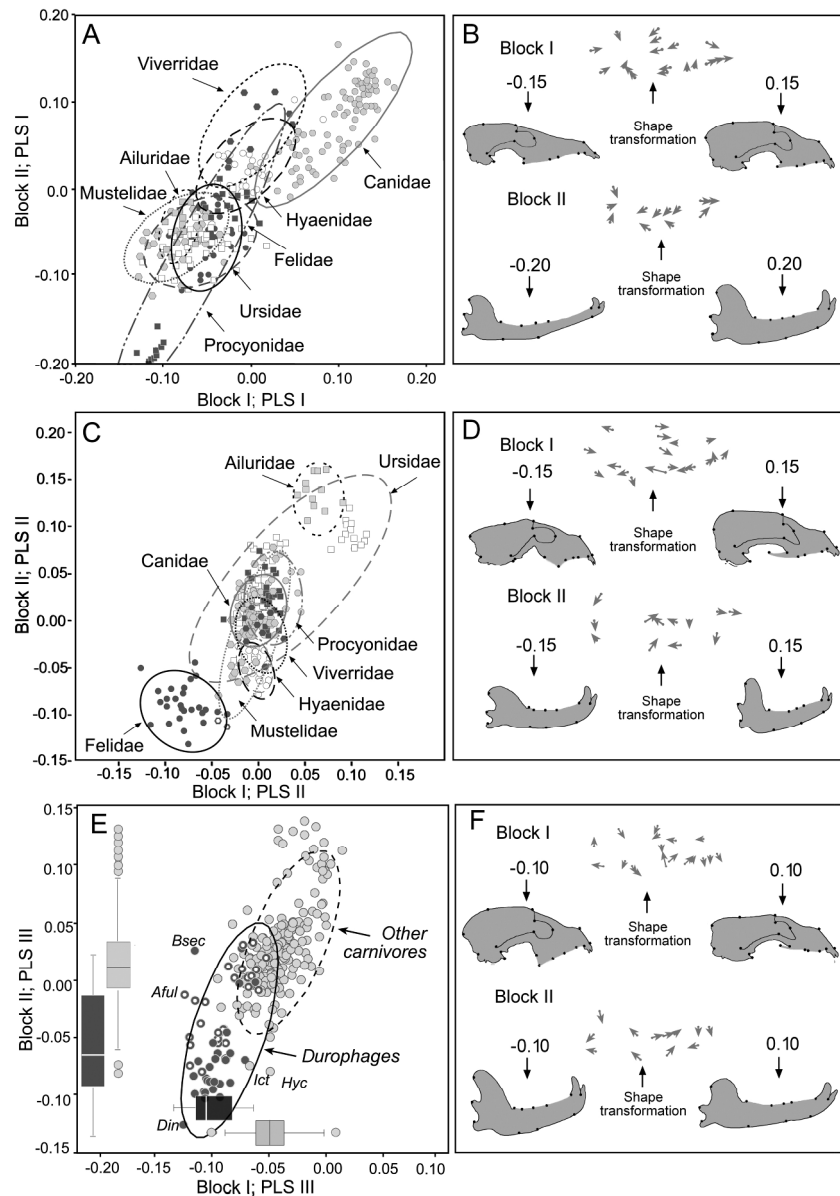 A
0.20
0.10
0.0
-0.10
-0.20
Block II; PLS I
Viverridae
Ailuridae
Mustelidae
Canidae
Hyaenidae
Felidae
Ursidae
Procyonidae
-0.20
-0.10
0.00
0.10
0.20
Block I; PLS I
B
Block I
-0.15
0.15
Shape
transformation
Block II
-0.20
0.20
Shape
transformation
C
0.20-
0.15-
0.10-
0.05-
0.00-
-0.05-
-0.10-
-0.15-
Block II; PLS II
Ailuridae
Ursidae
Canidae
Procyonidae
Viverridae
Hyaenidae
Mustelidae
Felidae
-0.15
-0.10
-0.05
0.00
0.05
0.10
0.15
Block I; PLS II
D
Block I
-0.15
0.15
Shape
transformation
Block II
-0.15
0.15
Shape
transformation
E
0.15
0.10
0.05
0.00
-0.05
-0.10
-0.15
Block II; PLS III
Bsec
Aful
Other
carnivores
Durophages
Ict
Hyc
Din
-0.20
-0.15
-0.10
-0.05
0.00
0.05
0.10
Block I; PLS III
F
Block I
-0.10
0.10
Shape
transformation
Block II
-0.10
0.10
Shape
transformation